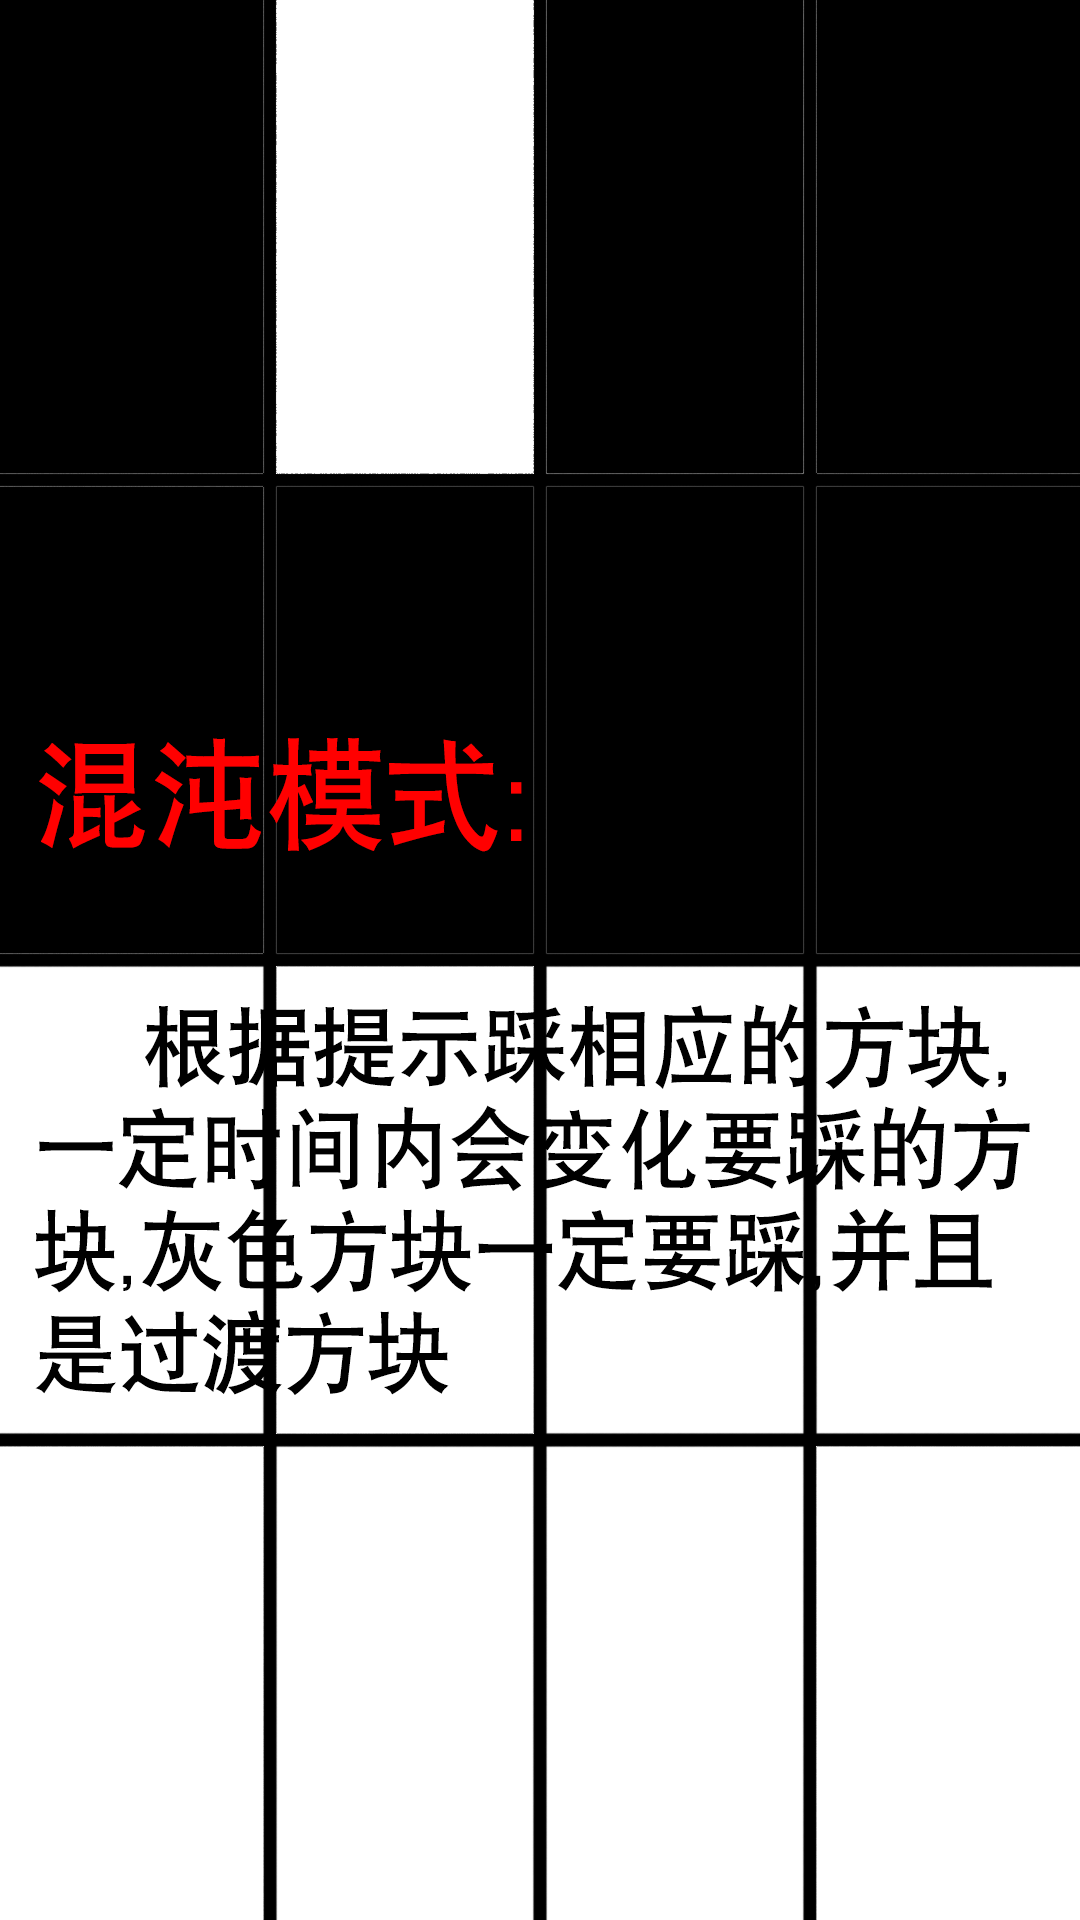 混沌模式:
根据提示踩相应的方块,
一定时间内会变化要踩的方
块,灰色方块一定要踩,并且
是过渡方块